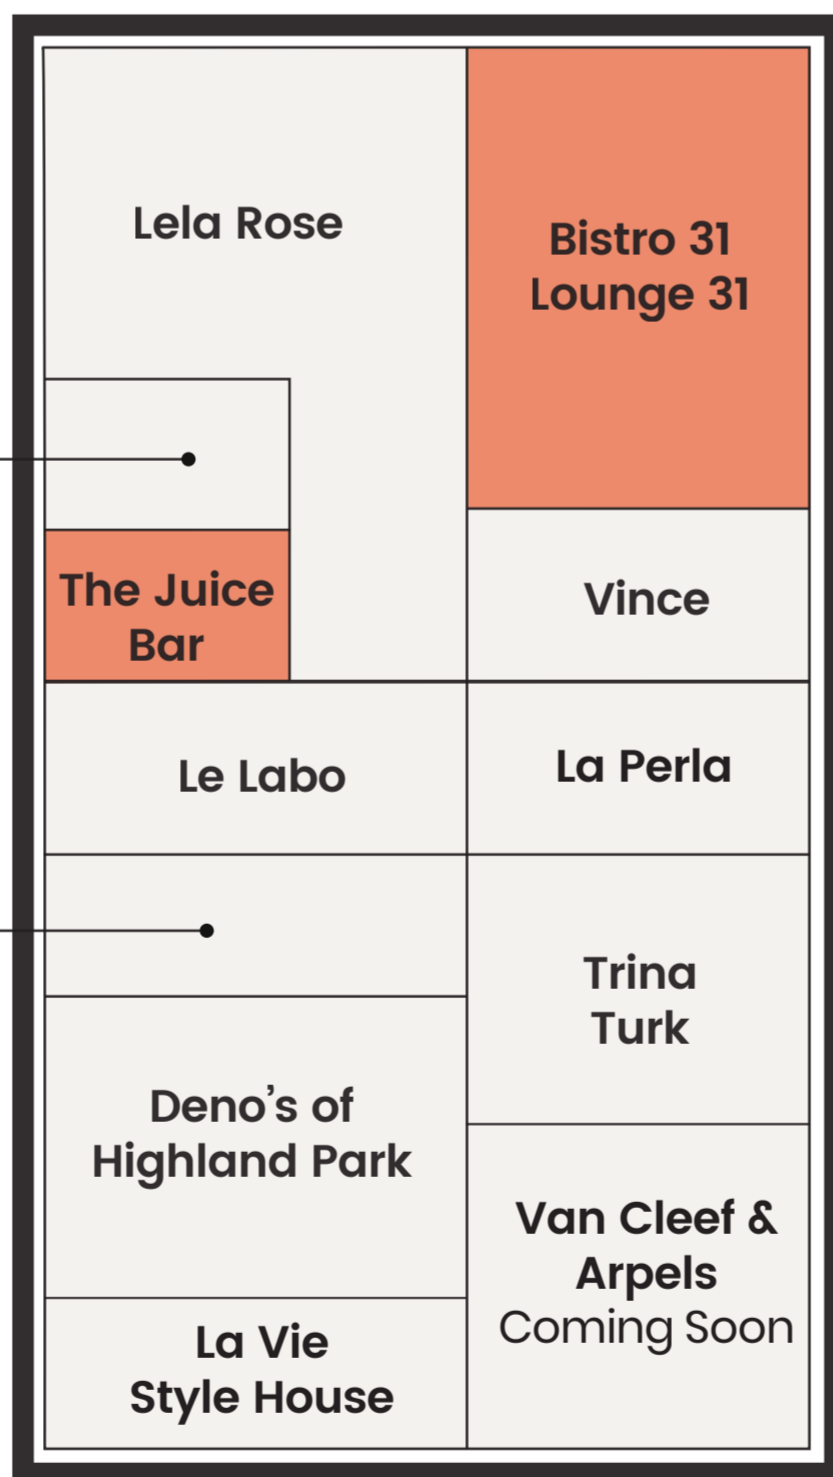 Lela Rose
Bistro 31
Lounge 31
The Juice
Bar
Vince
Le Labo
La Perla
Trina
Turk
Deno’s of
Highland Park
Van Cleef &
Arpels
Coming Soon
La Vie
Style House